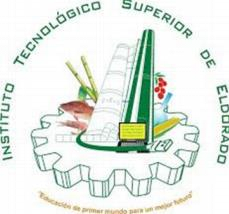 INSTITUTO TECNOLÓGICO SUPERIOR DE ELDORADO
"Educación de primer mundo para un mejor futuro"